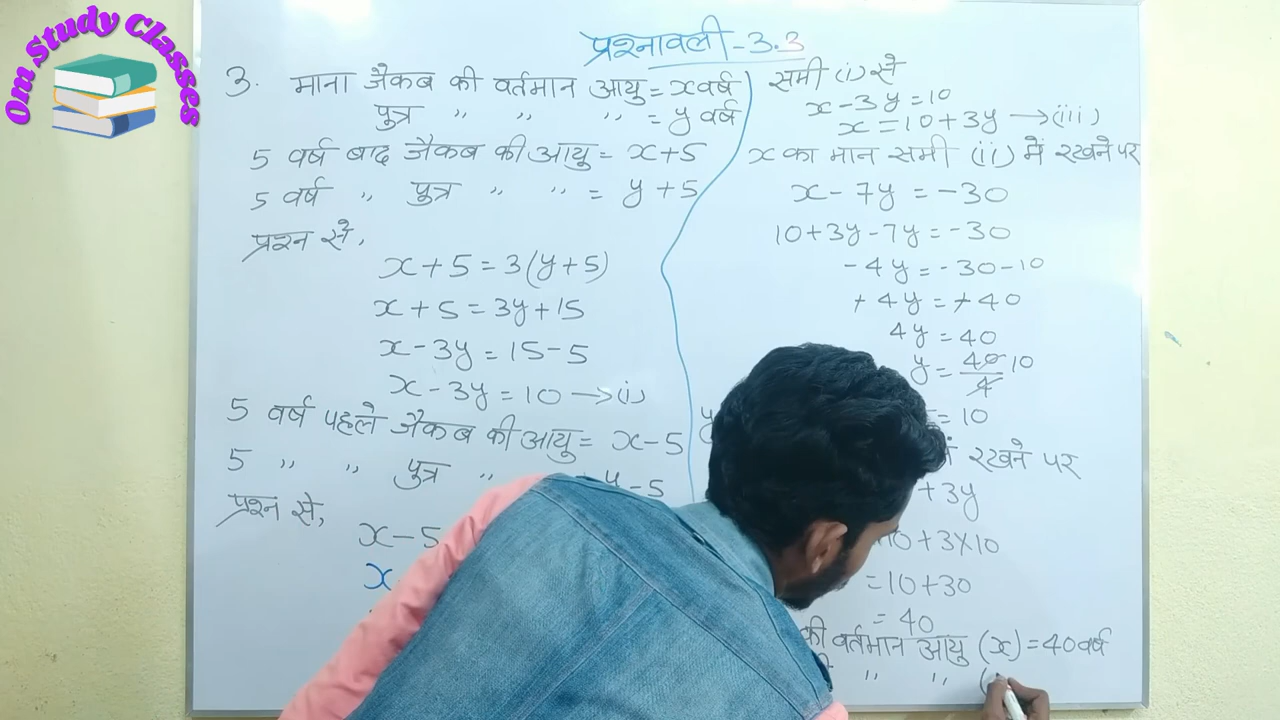 Om Study Classes
प्रश्नावली-3.3
3. माना जैकब की वर्तमान आयु = x वर्ष
पुत्र " " " = y वर्ष
5 वर्ष बाद जैकब की आयु = x+5
5 वर्ष " पुत्र " " = y+5
प्रश्न से,
x+5=3(y+5)
x+5=3y+15
x-3y=15-5
x-3y=10→(i)
5 वर्ष पहले जैकब की आयु = x-5
5 " " पुत्र " y-5
प्रश्न से,
x-5
x
समी (i) से
x-3y=10
x=10+3y→(iii)
x का मान समी (ii) में रखने पर
x-7y=-30
10+3y-7y=-30
-4y=-30-10
-4y=-40
4y=40
y=40/4 10
=10
रखने पर
+3y
10+3×10
=10+30
=40
की वर्तमान आयु (x)=40वर्ष
" " (